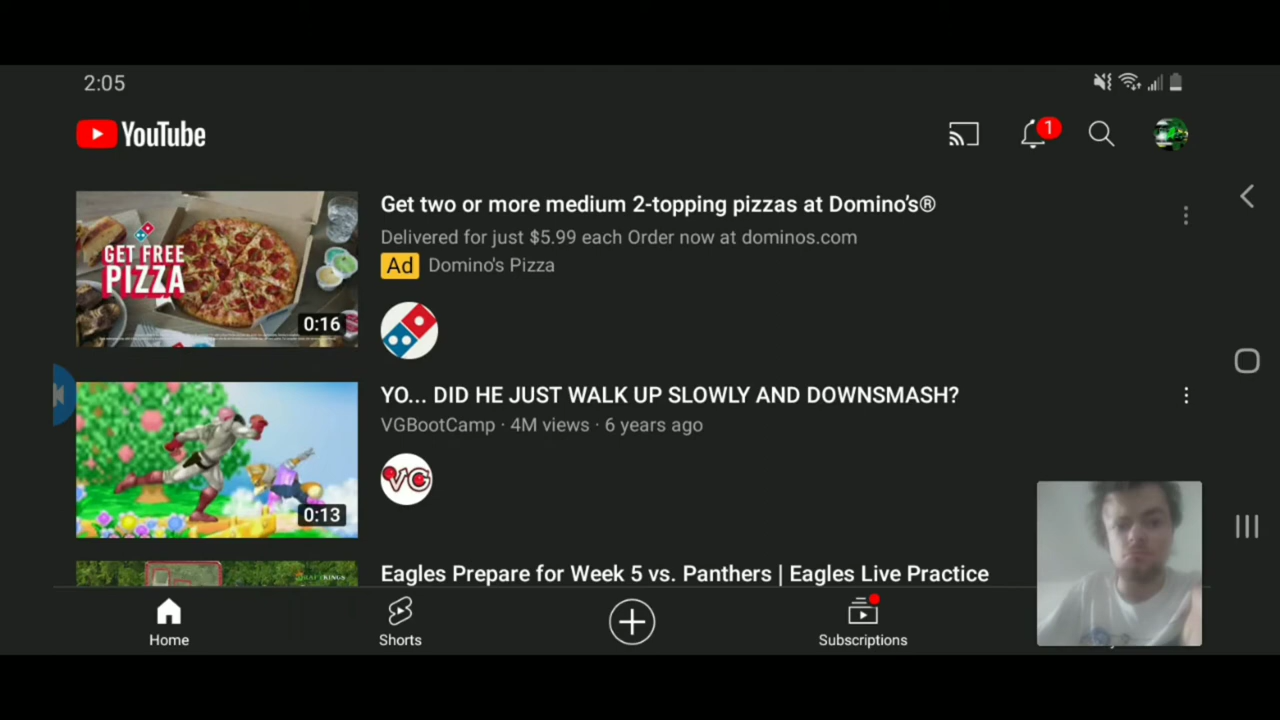 2:05
YouTube
1
GET FREE
PIZZA
0:16
Get two or more medium 2-topping pizzas at Domino's®
Delivered for just $5.99 each Order now at dominos.com
Ad Domino's Pizza
0:13
YO... DID HE JUST WALK UP SLOWLY AND DOWNSMASH?
VGBootCamp · 4M views · 6 years ago
VG
DRAFTKINGS
Eagles Prepare for Week 5 vs. Panthers | Eagles Live Practice
Home
Shorts
Subscriptions